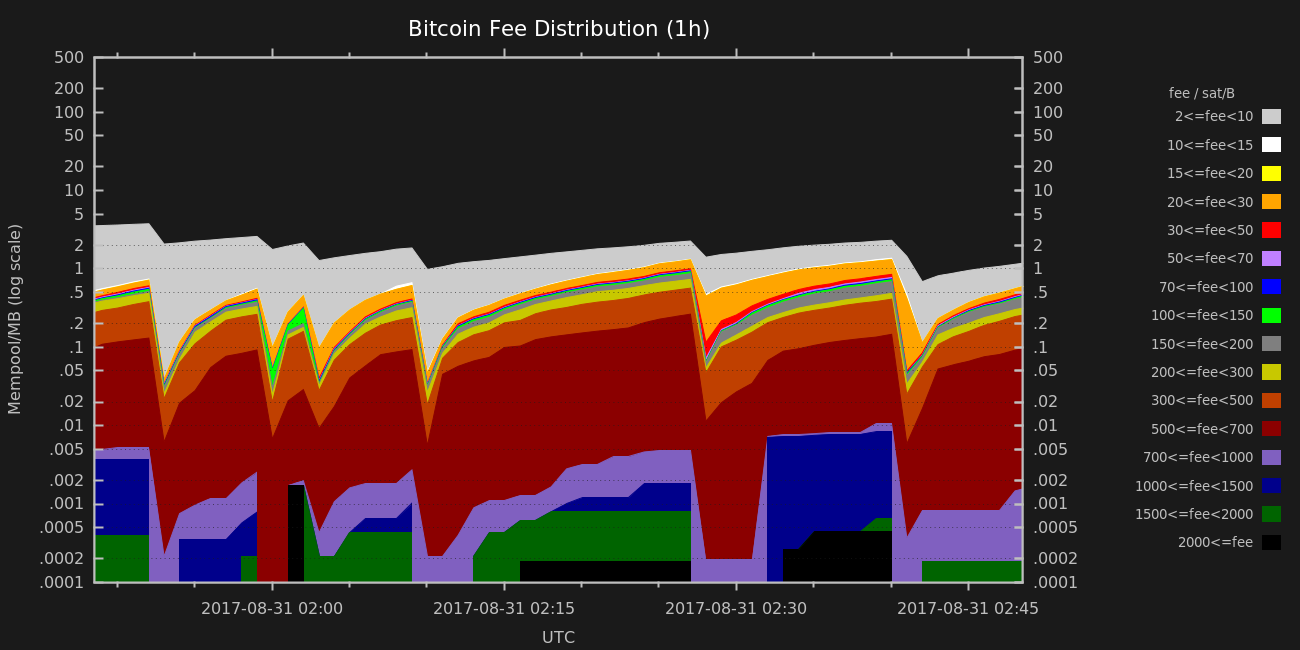 Bitcoin Fee Distribution (1h)
500 500
200 200
100 100
50 50
20 20
10 10
5 5
2 2
1 1
.5 .5
.2 .2
.1 .1
.05 .05
.02 .02
.01 .01
.005 .005
.002 .002
.001 .001
.0005 .0005
.0002 .0002
.0001 .0001
Mempool/MB (log scale)
2017-08-31 02:00 2017-08-31 02:15 2017-08-31 02:30 2017-08-31 02:45
UTC
fee / sat/B
2<=fee<10
10<=fee<15
15<=fee<20
20<=fee<30
30<=fee<50
50<=fee<70
70<=fee<100
100<=fee<150
150<=fee<200
200<=fee<300
300<=fee<500
500<=fee<700
700<=fee<1000
1000<=fee<1500
1500<=fee<2000
2000<=fee